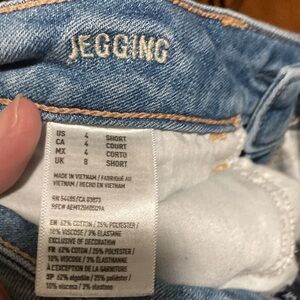 JEGGING
US 4 SHORT
CA 4 COURT
MX 4 CORTO
UK 8 SHORT
MADE IN VIETNAM / FABRIQUÉ AU
VIETNAM / HECHO EN VIETNAM
RN 54485/CA 03873
EN 62% COTTON / 25% POLYESTER /
10% VISCOSE / 3% ELASTANE
EXCLUSIVE OF DECORATION
FR 62% COTON / 25% POLYESTER /
10% VISCOSE / 3% ÉLASTHANNE
À L'EXCEPTION DE LA GARNITURE
SP 62% algodón / 25% poliéster /
10% viscosa / 3% elastane